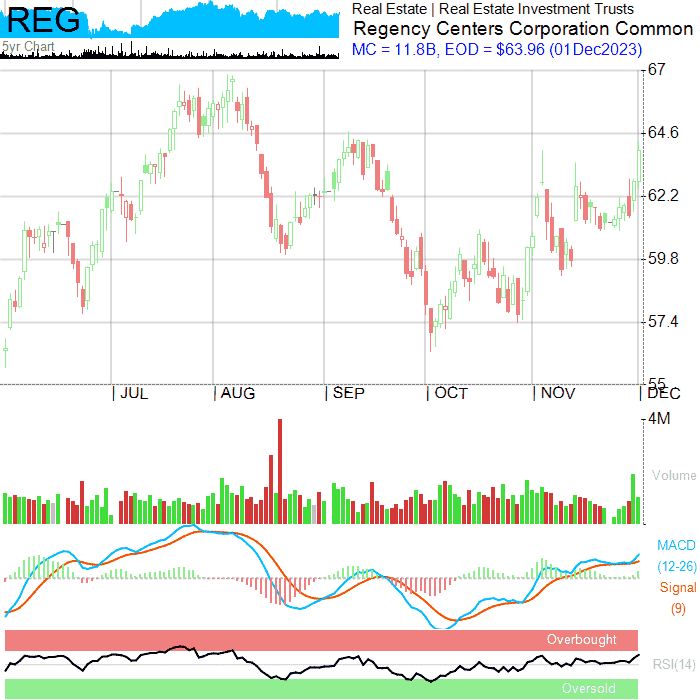 REG
5yr Chart
Real Estate | Real Estate Investment Trusts
Regency Centers Corporation Common
MC = 11.8B, EOD = $63.96 (01Dec2023)
67
64.6
62.2
59.8
57.4
55
| JUL | AUG | SEP | OCT | NOV | DEC
4M
Volume
MACD
(12-26)
Signal
(9)
Overbought
RSI(14)
Oversold